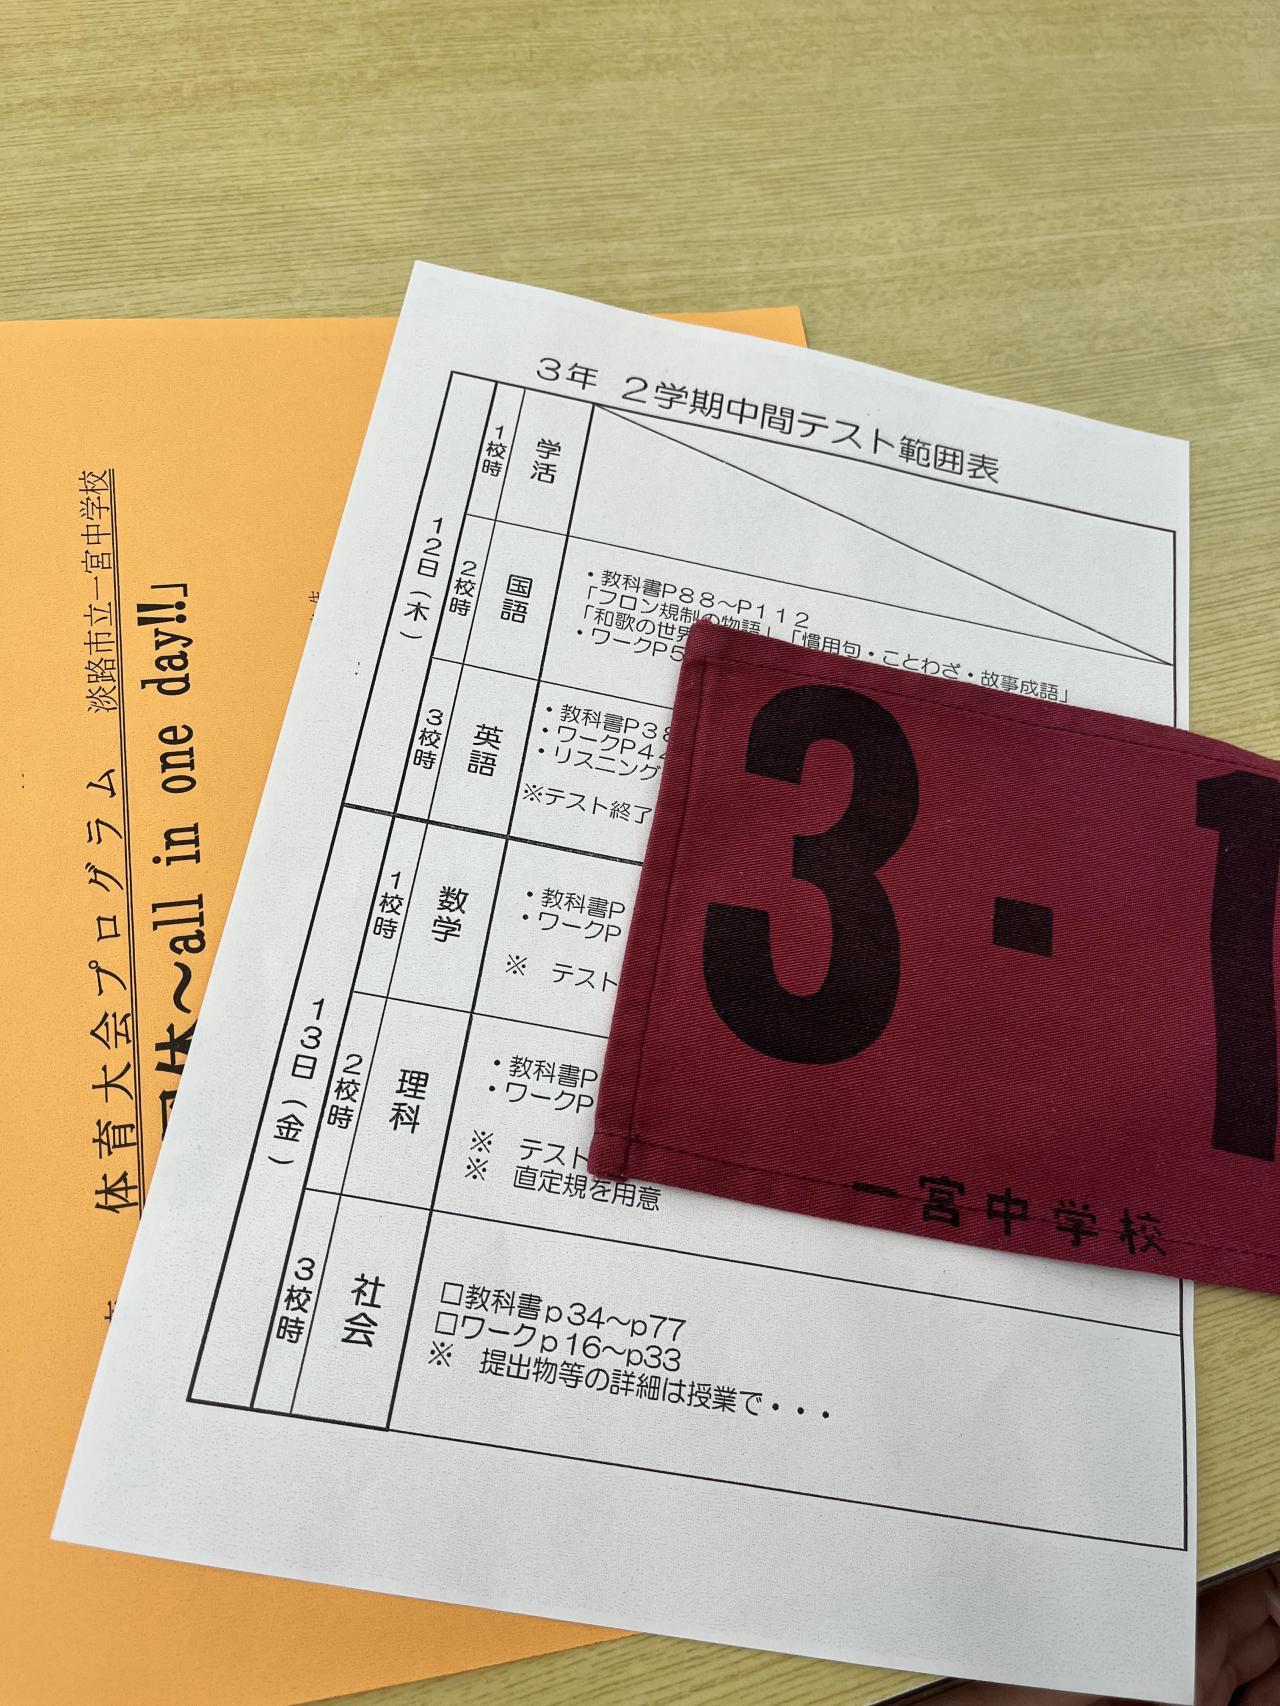 3年 2学期中間テスト範囲表
12日(木)
1校時
学活
2校時
国語
・教科書P88~P112
「フロン規制の物語」「慣用句・ことわざ・故事成語」
「和歌の世界
・ワークP5
3校時
英語
・教科書P38
・ワークP44
・リスニング
※テスト終了
13日(金)
1校時
数学
・教科書P
・ワークP
※ テスト
2校時
理科
・教科書P
・ワークP
※ テスト
※ 直定規を用意
3校時
社会
□教科書p34~p77
□ワークp16~p33
※ 提出物等の詳細は授業で・・・
3-1
一宮中学校
体育大会プログラム 淡路市立一宮中学校
~all in one day!!」